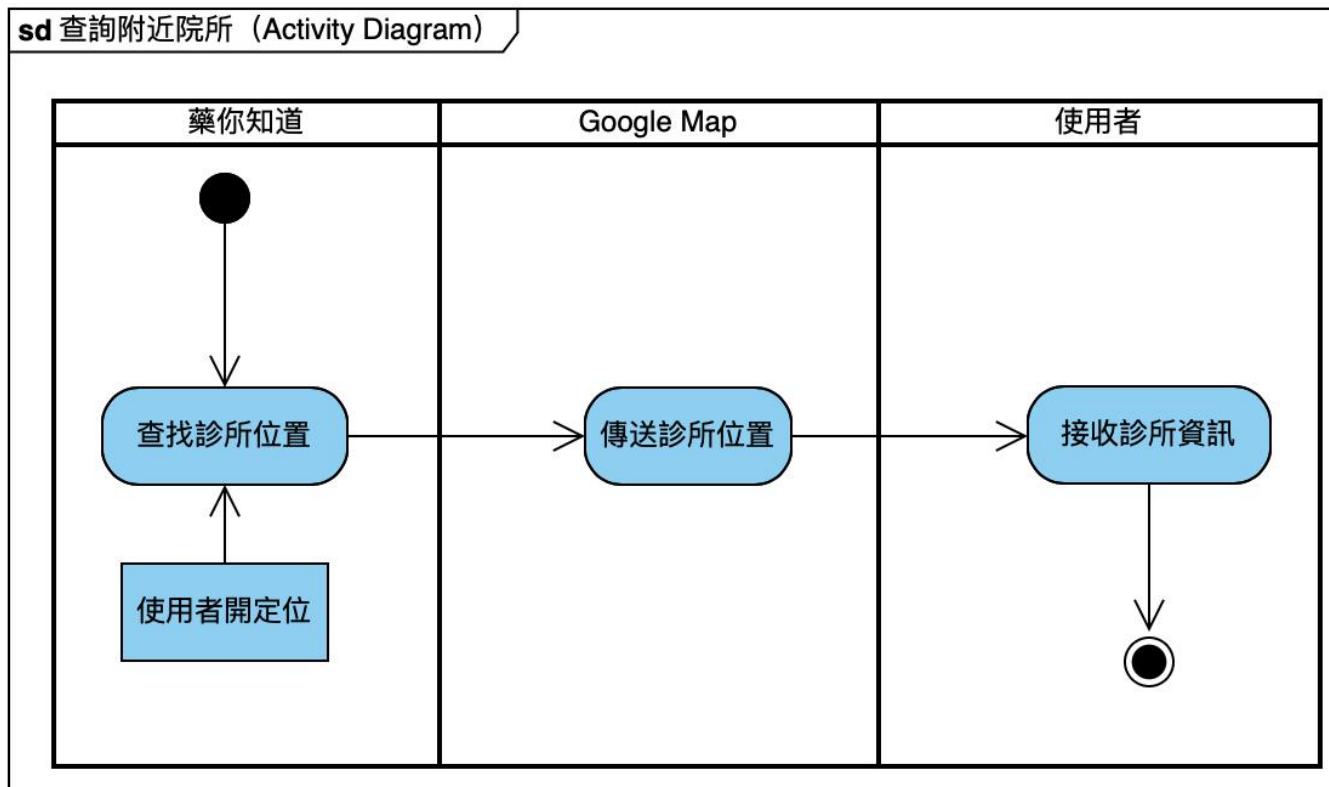 sd 查詢附近院所（Activity Diagram）
藥你知道
Google Map
使用者
查找診所位置
傳送診所位置
接收診所資訊
使用者開定位